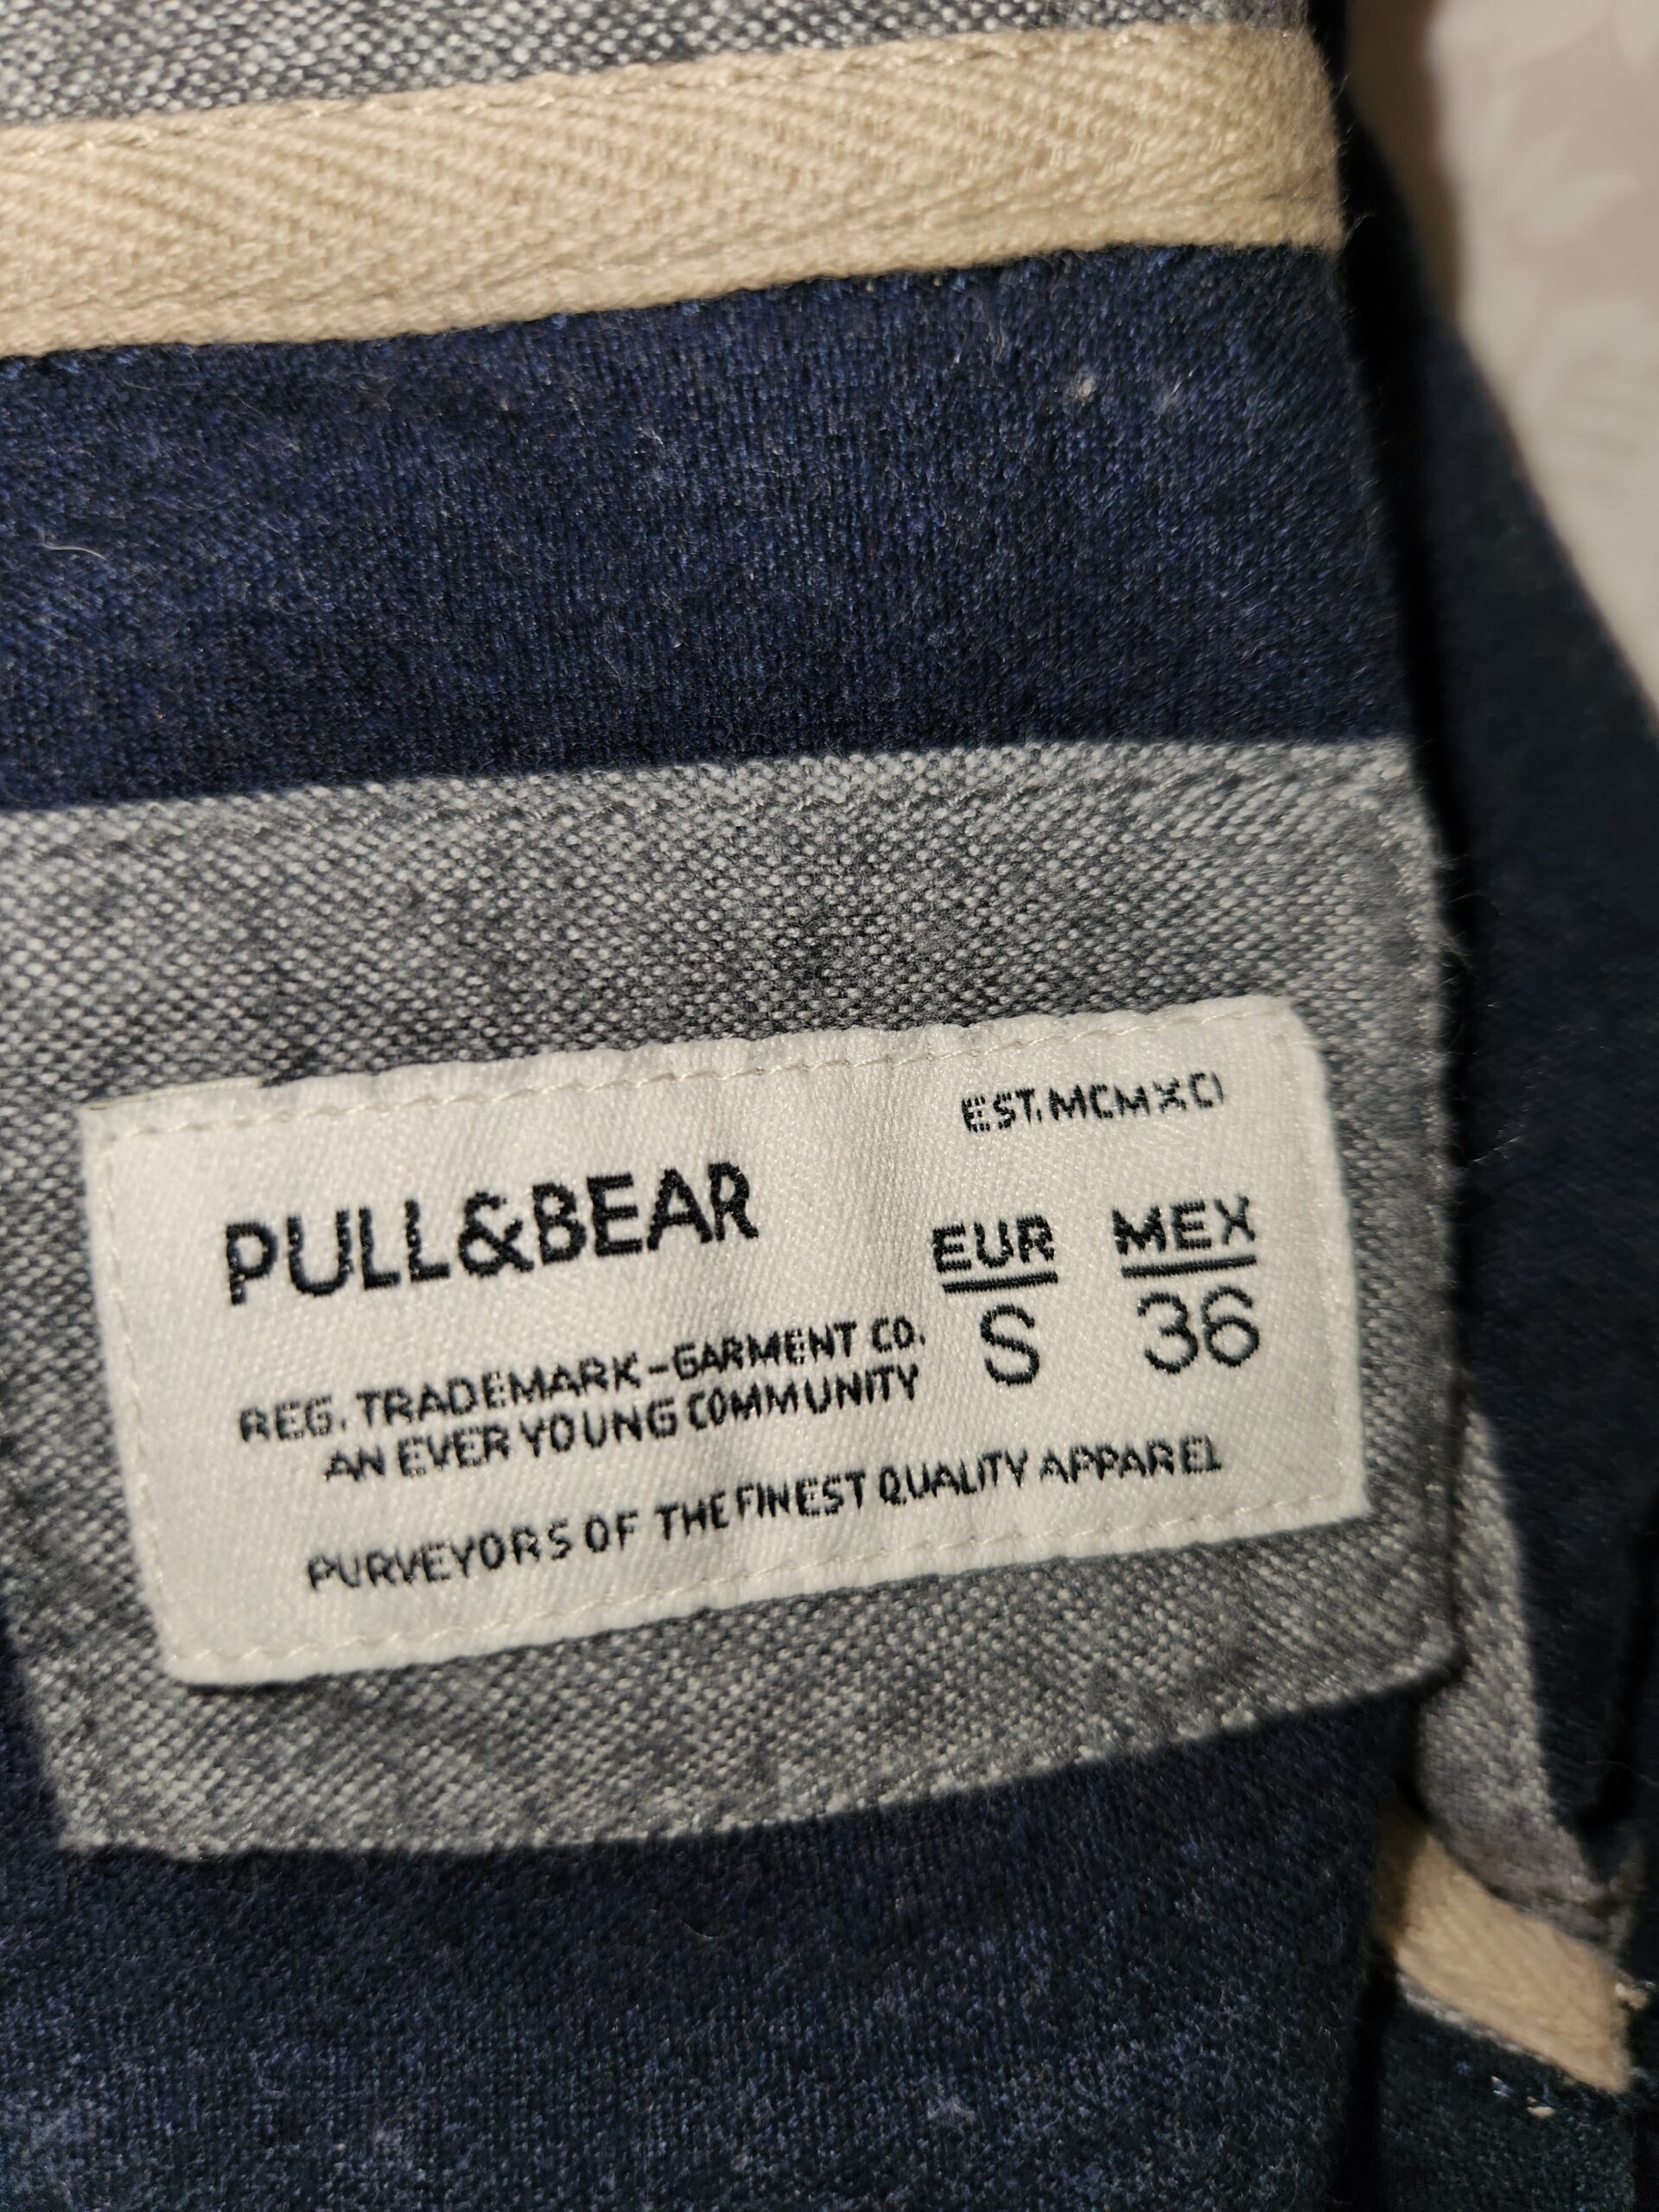 EST. MCMXCI
PULL&BEAR
EUR MEX
S 36
REG. TRADEMARK-GARMENT CO.
AN EVER YOUNG COMMUNITY
PURVEYORS OF THE FINEST QUALITY APPAREL